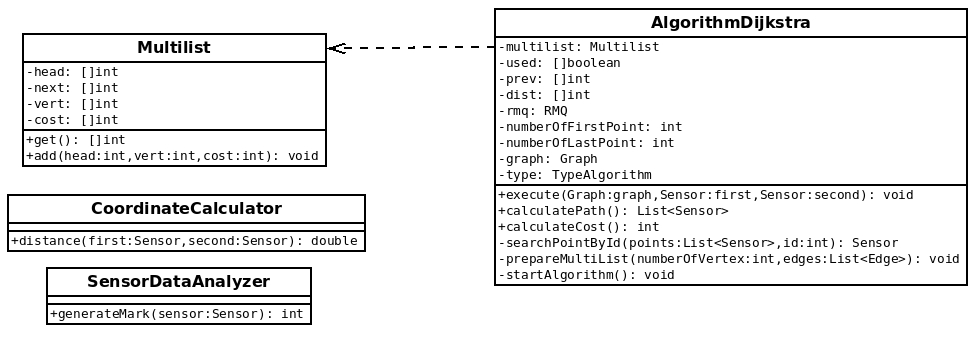 Multilist
-head: []int
-next: []int
-vert: []int
-cost: []int
+get(): []int
+add(head:int,vert:int,cost:int): void
CoordinateCalculator
+distance(first:Sensor,second:Sensor): double
SensorDataAnalyzer
+generateMark(sensor:Sensor): int
AlgorithmDijkstra
-multilist: Multilist
-used: []boolean
-prev: []int
-dist: []int
-rmq: RMQ
-numberOfFirstPoint: int
-numberOfLastPoint: int
-graph: Graph
-type: TypeAlgorithm
+execute(Graph:graph,Sensor:first,Sensor:second): void
+calculatePath(): List<Sensor>
+calculateCost(): int
-searchPointById(points:List<Sensor>,id:int): Sensor
-prepareMultiList(numberOfVertex:int,edges:List<Edge>): void
-startAlgorithm(): void